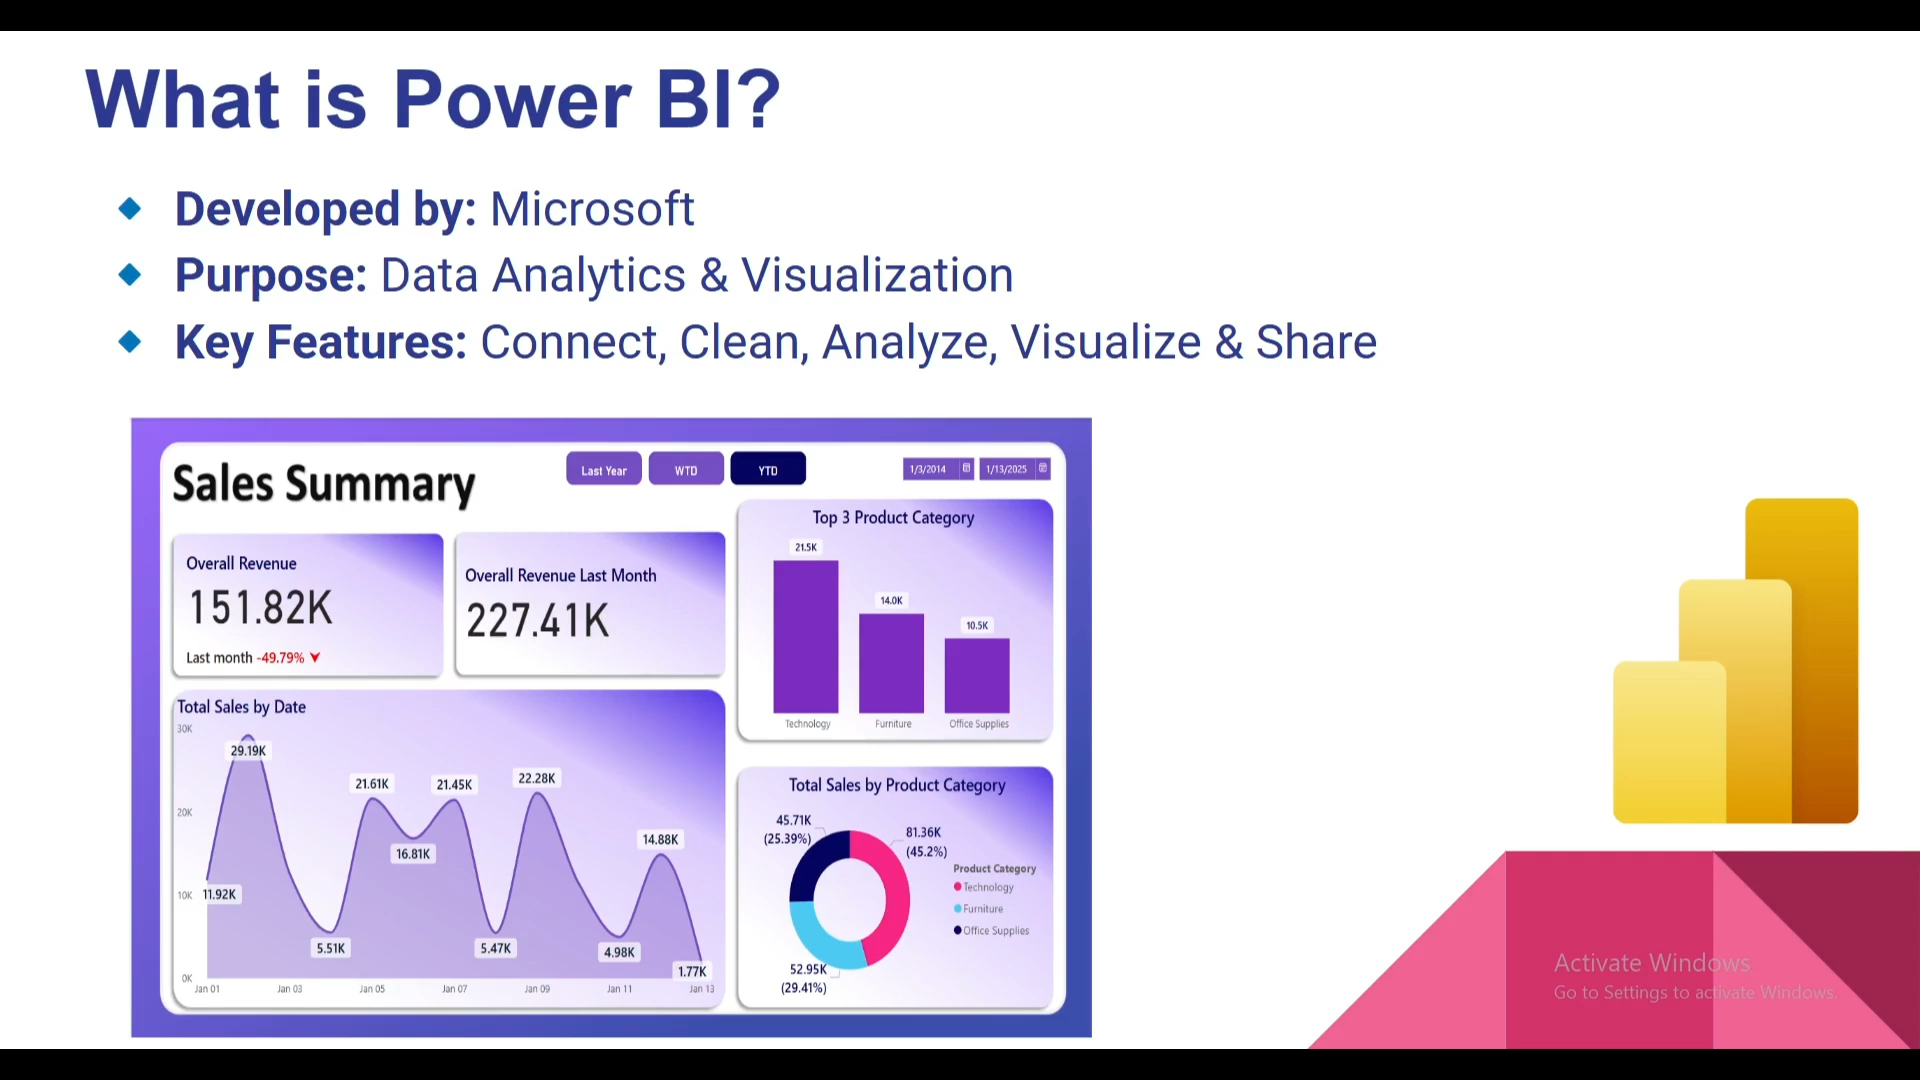 What is Power BI?
Developed by: Microsoft
Purpose: Data Analytics & Visualization
Key Features: Connect, Clean, Analyze, Visualize & Share
Sales Summary
Last Year
WTD
YTD
1/3/2014
1/13/2025
Overall Revenue
151.82K
Last month -49.79%
Overall Revenue Last Month
227.41K
Top 3 Product Category
21.5K
14.0K
10.5K
Technology
Furniture
Office Supplies
Total Sales by Date
30K
20K
10K
0K
29.19K
21.61K
21.45K
22.28K
16.81K
14.88K
11.92K
5.51K
5.47K
4.98K
1.77K
Jan 01
Jan 03
Jan 05
Jan 07
Jan 09
Jan 11
Jan 13
Total Sales by Product Category
45.71K
(25.39%)
81.36K
(45.2%)
52.95K
(29.41%)
Product Category
Technology
Furniture
Office Supplies
Activate Windows
Go to Settings to activate Windows.